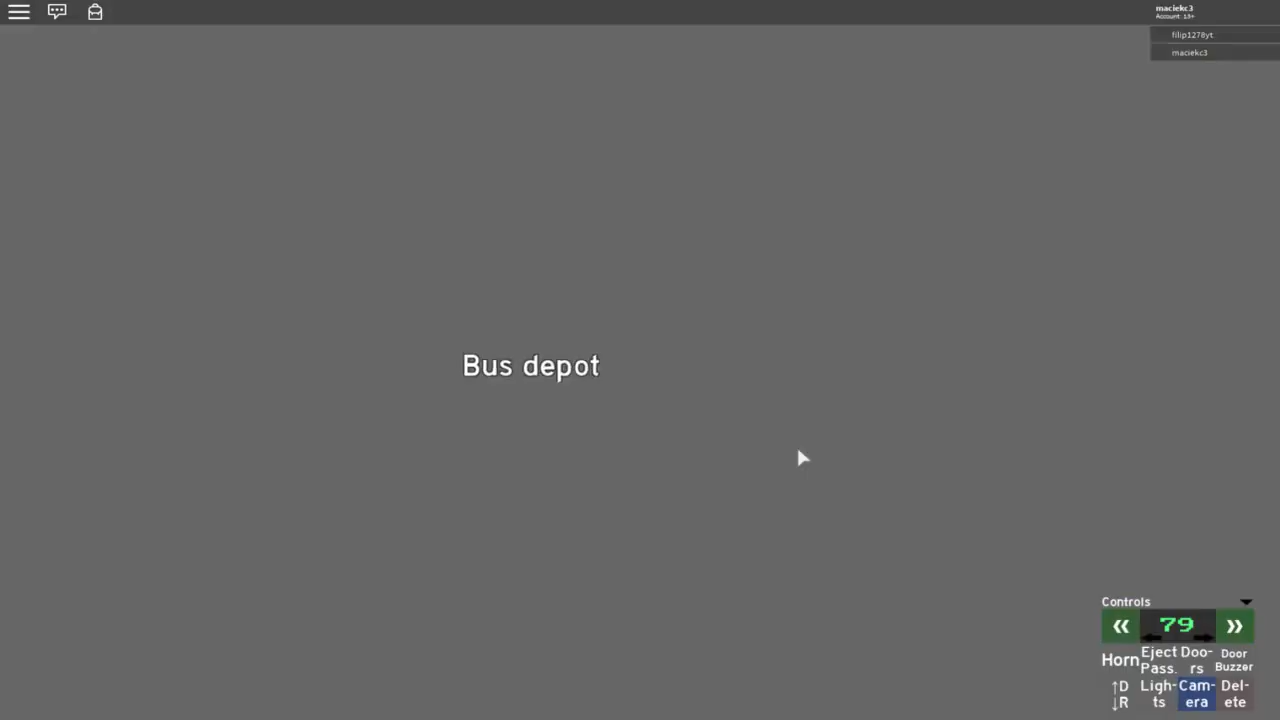 maciekc3
Account: 13+
filip1278yt
maciekc3
Bus depot
Controls
« 79 »
Horn
Eject
Pass.
Doo-
rs
Door
Buzzer
↑D
↓R
Ligh-
ts
Cam-
era
Del-
ete